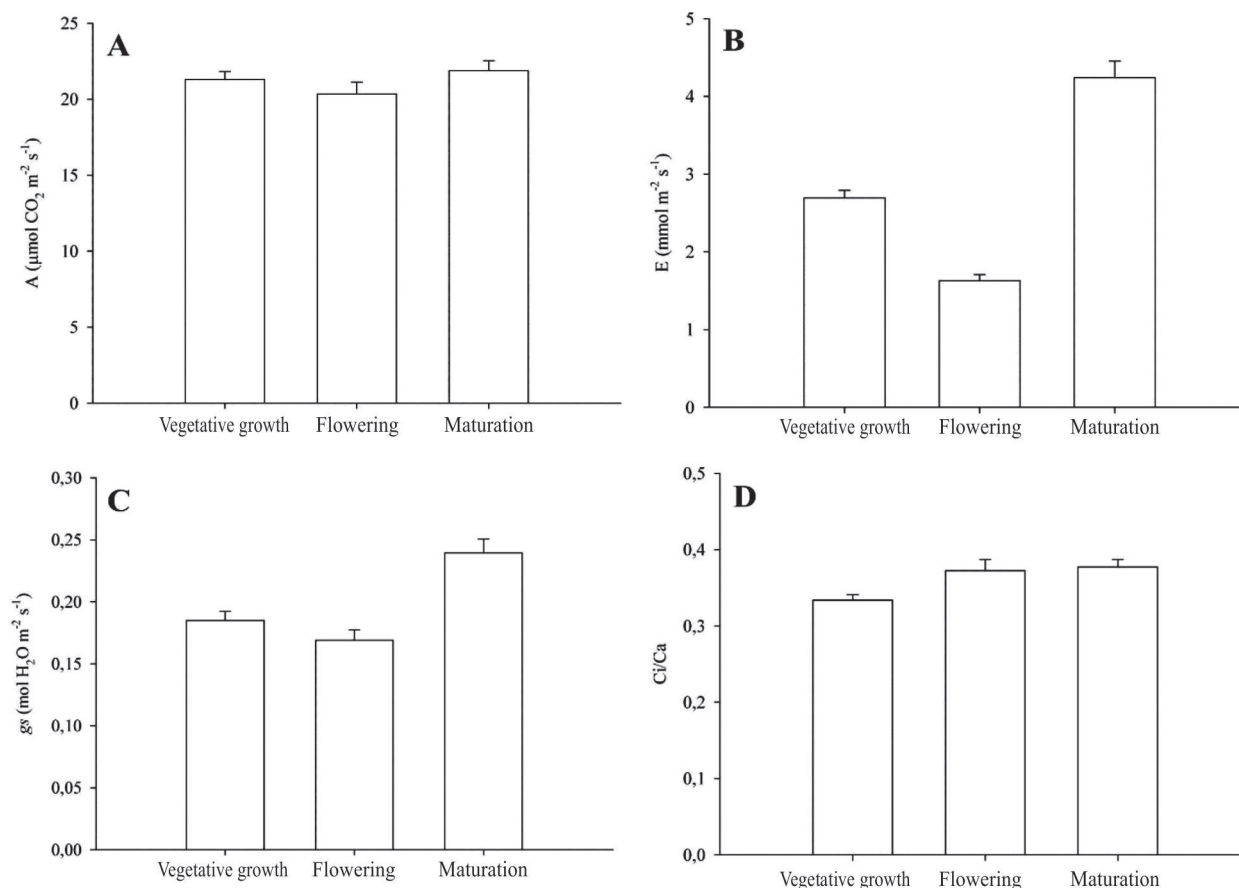 A
A (μmol CO₂ m⁻² s⁻¹)
25
20
15
10
5
0
Vegetative growth Flowering Maturation
B
E (mmol m⁻² s⁻¹)
5
4
3
2
1
0
Vegetative growth Flowering Maturation
C
gs (mol H₂O m⁻² s⁻¹)
0,30
0,25
0,20
0,15
0,10
0,05
0,00
Vegetative growth Flowering Maturation
D
Ci/Ca
0,5
0,4
0,3
0,2
0,1
0,0
Vegetative growth Flowering Maturation